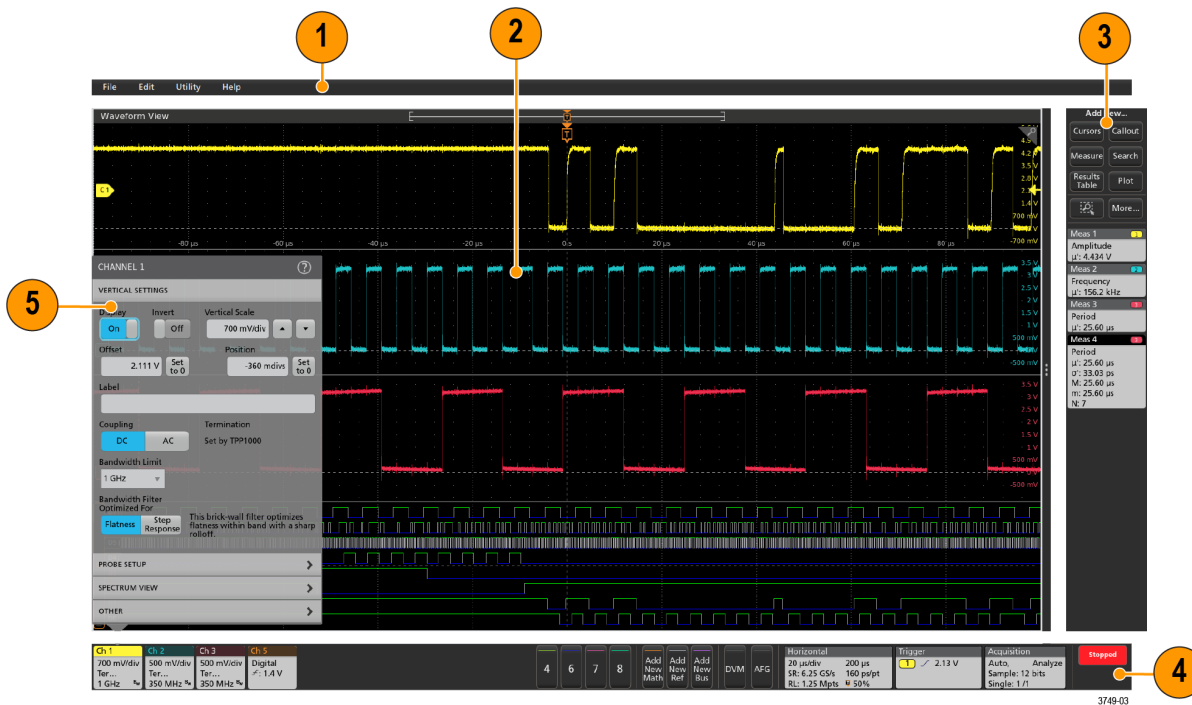 1
2
3
File Edit Utility Help
Waveform View
Add New...
Cursors Callout
Measure Search
Results Table Plot
More...
T
T
C1
4.2 V
3.5 V
2.8 V
1.4 V
700 mV
-700 mV
-80 µs -60 µs -40 µs -20 µs 0 s 20 µs 40 µs 60 µs 80 µs
Meas 1 1
Amplitude
µ': 4.434 V
Meas 2 2
Frequency
µ': 156.2 kHz
Meas 3 3
Period
µ': 25.60 µs
Meas 4 3
Period
µ': 25.60 µs
σ': 33.03 ps
M: 25.60 µs
m: 25.60 µs
N: 7
3.5 V
2.5 V
2 V
1.5 V
1 V
500 mV
-500 mV
3.5 V
3 V
2.5 V
2 V
1.5 V
1 V
500 mV
-500 mV
5
CHANNEL 1 ?
VERTICAL SETTINGS
Display Invert Vertical Scale
On Off 700 mV/div
Offset Position
2.111 V Set to 0 -360 mdivs Set to 0
Label
Coupling Termination
DC AC Set by TPP1000
Bandwidth Limit
1 GHz
Bandwidth Filter
Optimized For
Flatness Step Response
This brick-wall filter optimizes
flatness within band with a sharp
rolloff.
PROBE SETUP
SPECTRUM VIEW
OTHER
Ch 1
700 mV/div
Ter...
1 GHz
Ch 2
500 mV/div
Ter...
350 MHz
Ch 3
500 mV/div
Ter...
350 MHz
Ch 5
Digital
: 1.4 V
4 6 7 8
Add New Math
Add New Ref
Add New Bus
DVM AFG
Horizontal
20 µs/div 200 µs
SR: 6.25 GS/s 160 ps/pt
RL: 1.25 Mpts 50%
Trigger
1 2.13 V
Acquisition
Auto, Analyze
Sample: 12 bits
Single: 1 /1
Stopped
4
3749-03